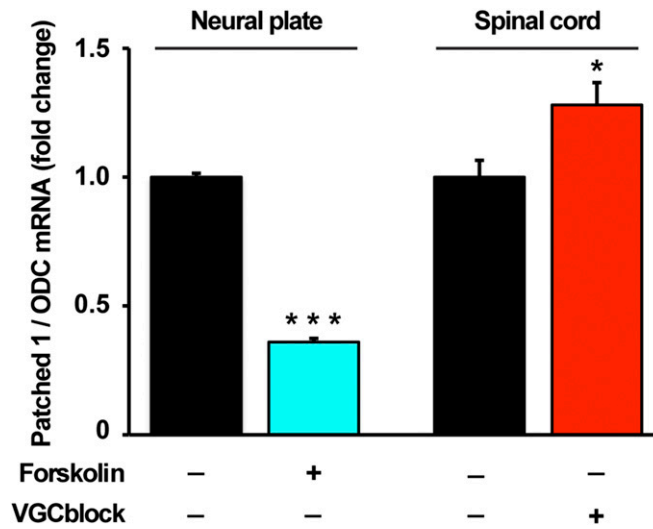 Neural plate Spinal cord
Patched 1 / ODC mRNA (fold change)
1.5
1.0
0.5
0
* * *
*
Forskolin – + – –
VGCblock – – – +